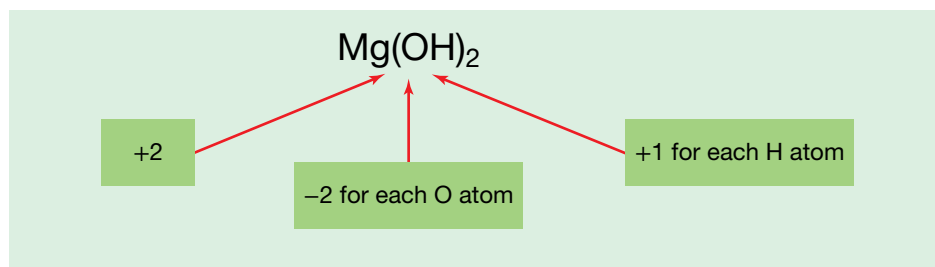 Mg(OH)₂
+2
−2 for each O atom
+1 for each H atom